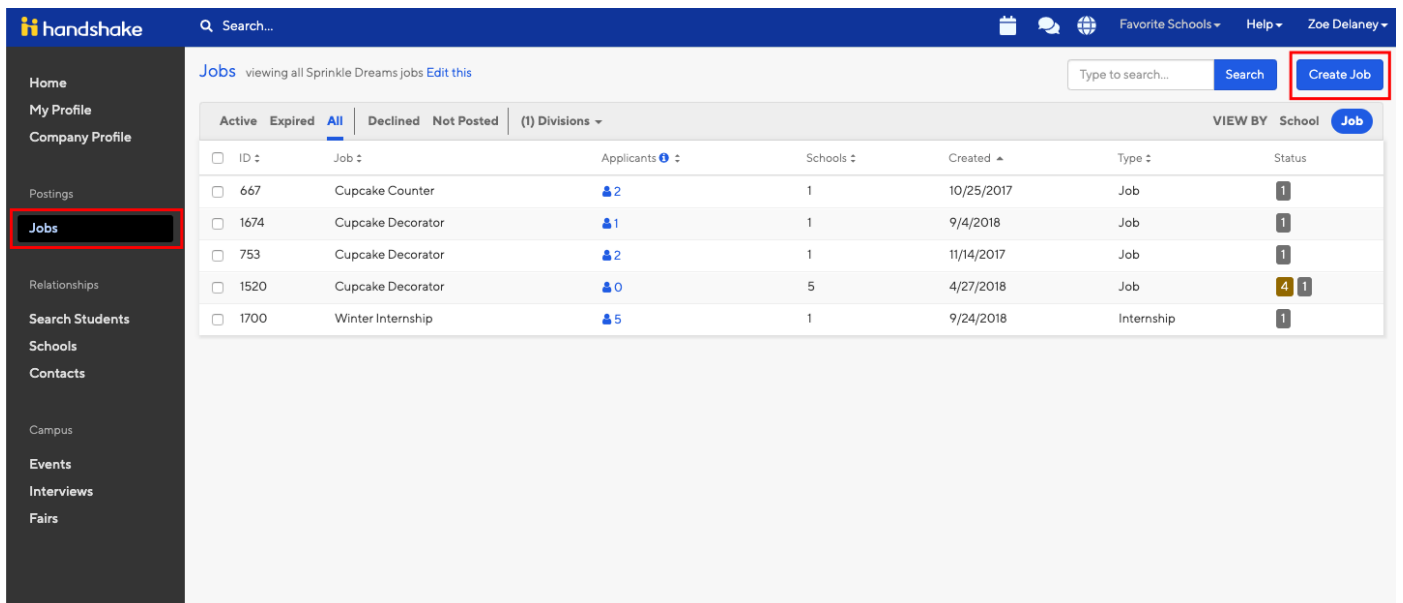 handshake Search... Favorite Schools Help Zoe Delaney
Home
My Profile
Company Profile
Postings
Jobs
Relationships
Search Students
Schools
Contacts
Campus
Events
Interviews
Fairs
Jobs viewing all Sprinkle Dreams jobs Edit this Type to search... Search Create Job
Active Expired All Declined Not Posted (1) Divisions VIEW BY School Job
ID Job Applicants Schools Created Type Status
667 Cupcake Counter 2 1 10/25/2017 Job 1
1674 Cupcake Decorator 1 1 9/4/2018 Job 1
753 Cupcake Decorator 2 1 11/14/2017 Job 1
1520 Cupcake Decorator 0 5 4/27/2018 Job 4 1
1700 Winter Internship 5 1 9/24/2018 Internship 1